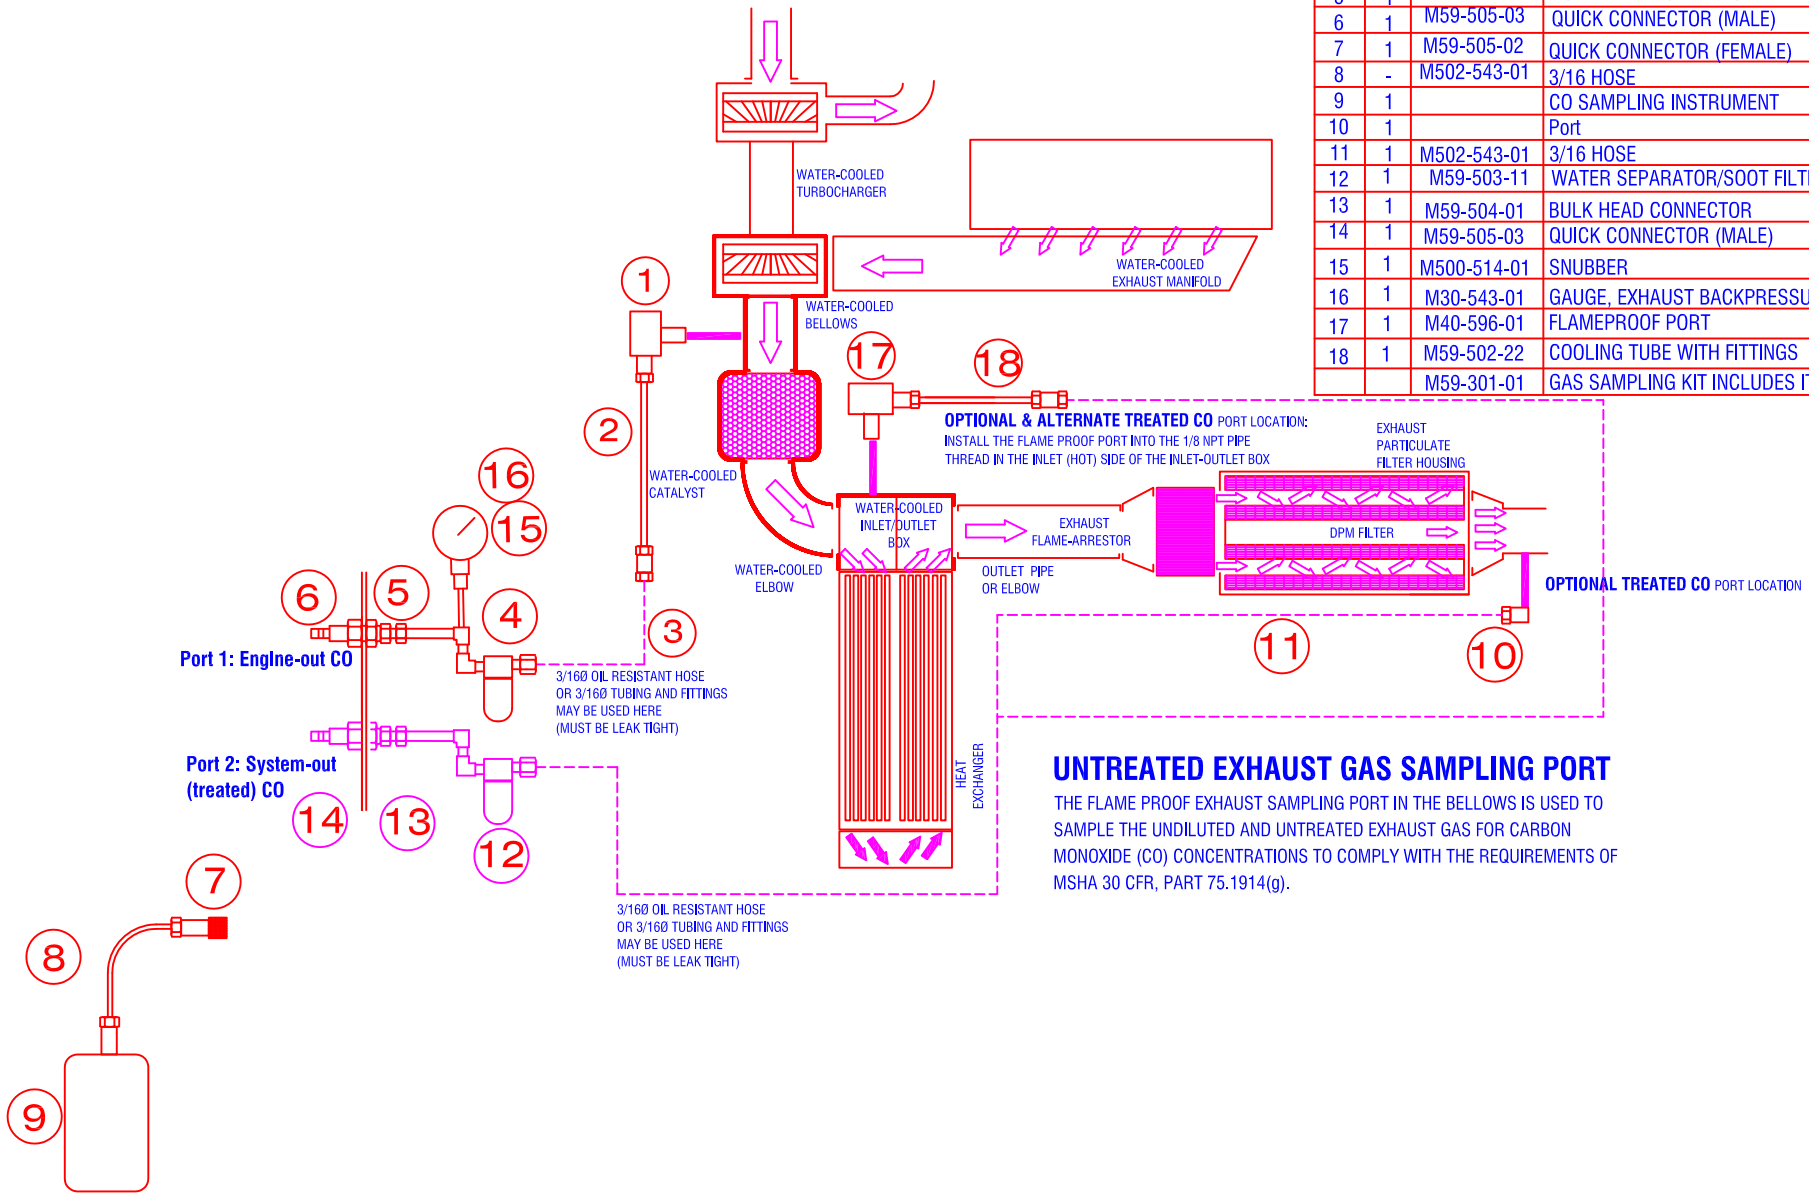 6 1 M59-505-03 QUICK CONNECTOR (MALE)
7 1 M59-505-02 QUICK CONNECTOR (FEMALE)
8 - M502-543-01 3/16 HOSE
9 1 CO SAMPLING INSTRUMENT
10 1 Port
11 1 M502-543-01 3/16 HOSE
12 1 M59-503-11 WATER SEPARATOR/SOOT FILT
13 1 M59-504-01 BULK HEAD CONNECTOR
14 1 M59-505-03 QUICK CONNECTOR (MALE)
15 1 M500-514-01 SNUBBER
16 1 M30-543-01 GAUGE, EXHAUST BACKPRESSU
17 1 M40-596-01 FLAMEPROOF PORT
18 1 M59-502-22 COOLING TUBE WITH FITTINGS
M59-301-01 GAS SAMPLING KIT INCLUDES IT
WATER-COOLED
TURBOCHARGER
WATER-COOLED
EXHAUST MANIFOLD
WATER-COOLED
BELLOWS
1
17
18
2
OPTIONAL & ALTERNATE TREATED CO PORT LOCATION:
INSTALL THE FLAME PROOF PORT INTO THE 1/8 NPT PIPE
THREAD IN THE INLET (HOT) SIDE OF THE INLET-OUTLET BOX
EXHAUST
PARTICULATE
FILTER HOUSING
WATER-COOLED
CATALYST
16
15
WATER-COOLED
INLET/OUTLET
BOX
EXHAUST
FLAME-ARRESTOR
DPM FILTER
WATER-COOLED
ELBOW
OUTLET PIPE
OR ELBOW
OPTIONAL TREATED CO PORT LOCATION
6
5
4
3
11
10
Port 1: Engine-out CO
3/16Ø OIL RESISTANT HOSE
OR 3/16Ø TUBING AND FITTINGS
MAY BE USED HERE
(MUST BE LEAK TIGHT)
Port 2: System-out
(treated) CO
14
13
12
HEAT
EXCHANGER
UNTREATED EXHAUST GAS SAMPLING PORT
THE FLAME PROOF EXHAUST SAMPLING PORT IN THE BELLOWS IS USED TO
SAMPLE THE UNDILUTED AND UNTREATED EXHAUST GAS FOR CARBON
MONOXIDE (CO) CONCENTRATIONS TO COMPLY WITH THE REQUIREMENTS OF
MSHA 30 CFR, PART 75.1914(g).
7
3/16Ø OIL RESISTANT HOSE
OR 3/16Ø TUBING AND FITTINGS
MAY BE USED HERE
(MUST BE LEAK TIGHT)
8
9